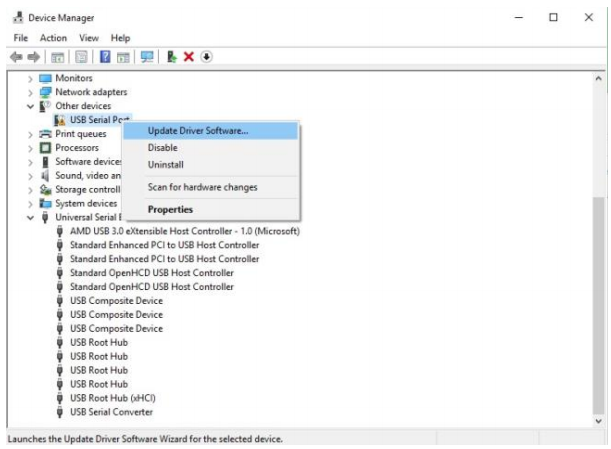 Device Manager
File Action View Help
Monitors
Network adapters
Other devices
USB Serial Port
Update Driver Software...
Print queues
Disable
Processors
Software devices
Uninstall
Sound, video an
Scan for hardware changes
Storage controll
System devices
Properties
Universal Serial B
AMD USB 3.0 eXtensible Host Controller - 1.0 (Microsoft)
Standard Enhanced PCI to USB Host Controller
Standard Enhanced PCI to USB Host Controller
Standard OpenHCD USB Host Controller
Standard OpenHCD USB Host Controller
USB Composite Device
USB Composite Device
USB Composite Device
USB Root Hub
USB Root Hub
USB Root Hub
USB Root Hub
USB Root Hub (xHCI)
USB Serial Converter
Launches the Update Driver Software Wizard for the selected device.